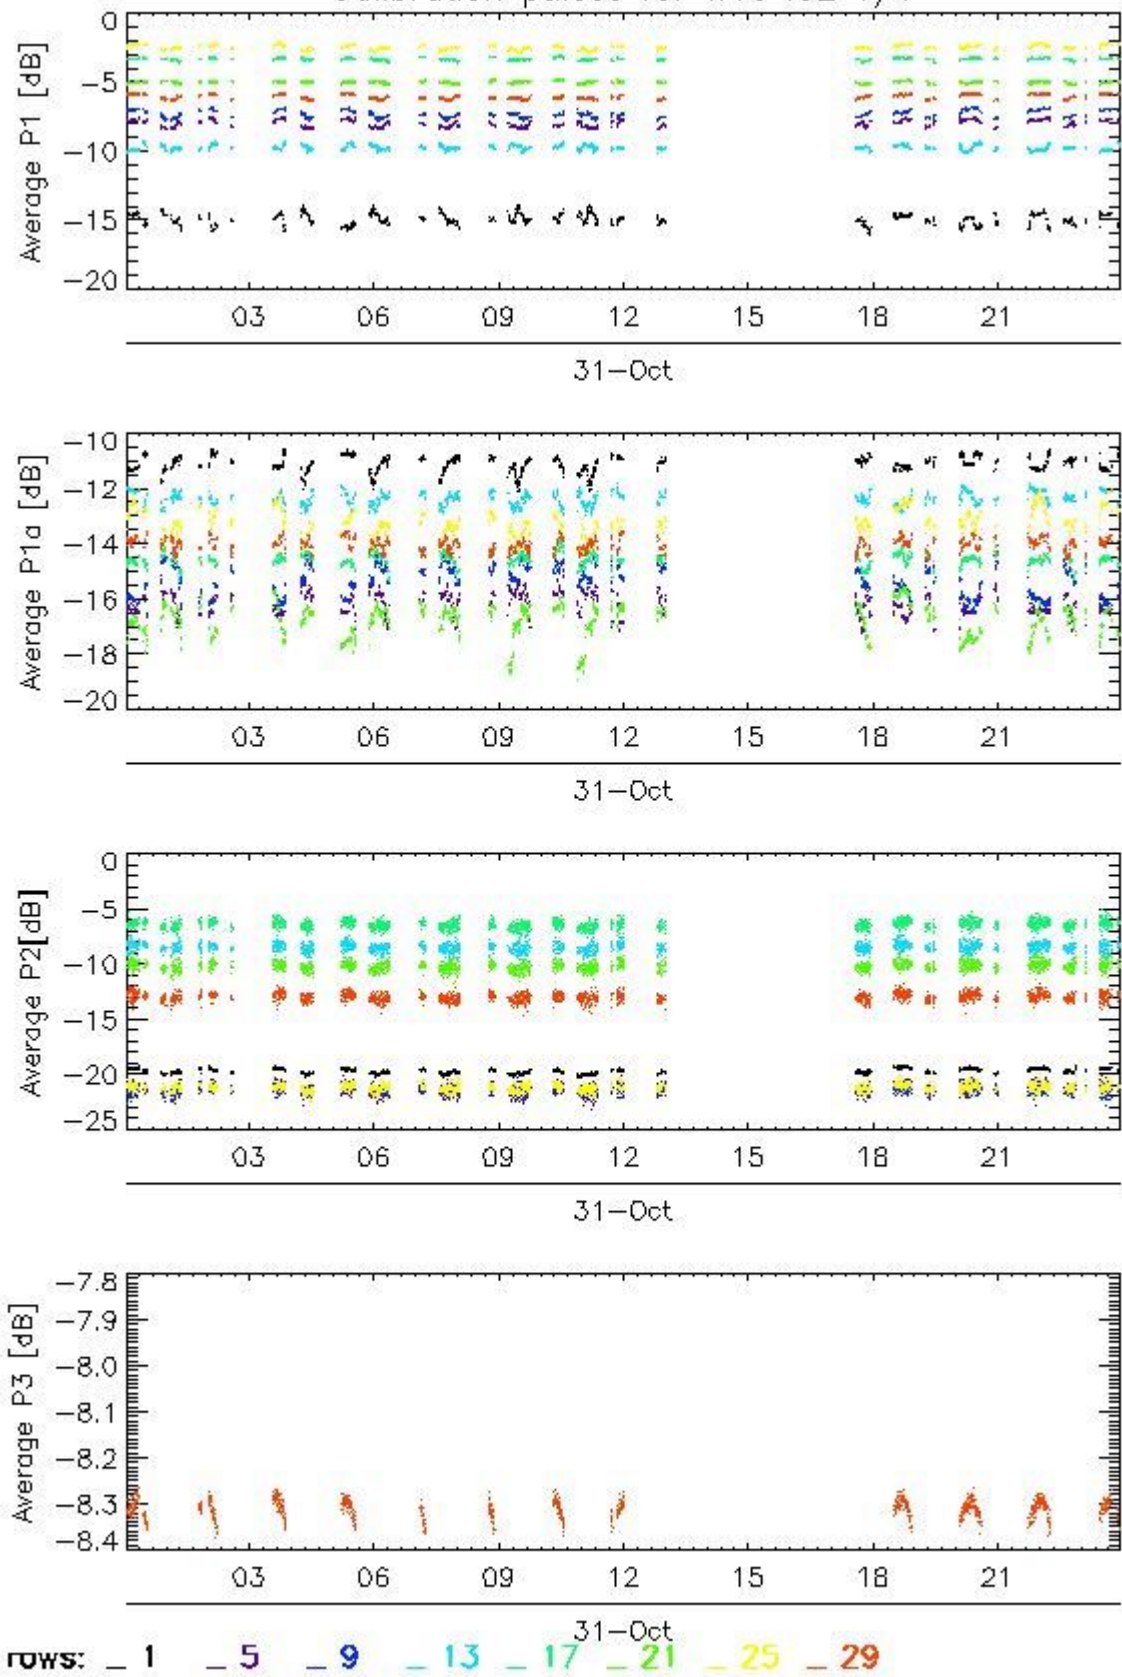 0
-5
-10
-15
-20
Average P1 [dB]
03 06 09 12 15 18 21
31-Oct
-10
-12
-14
-16
-18
-20
Average P1a [dB]
03 06 09 12 15 18 21
31-Oct
0
-5
-10
-15
-20
-25
Average P2[dB]
03 06 09 12 15 18 21
31-Oct
-7.8
-7.9
-8.0
-8.1
-8.2
-8.3
-8.4
Average P3 [dB]
03 06 09 12 15 18 21
31-Oct
rows: _ 1 _ 5 _ 9 _ 13 _ 17 _ 21 _ 25 _ 29